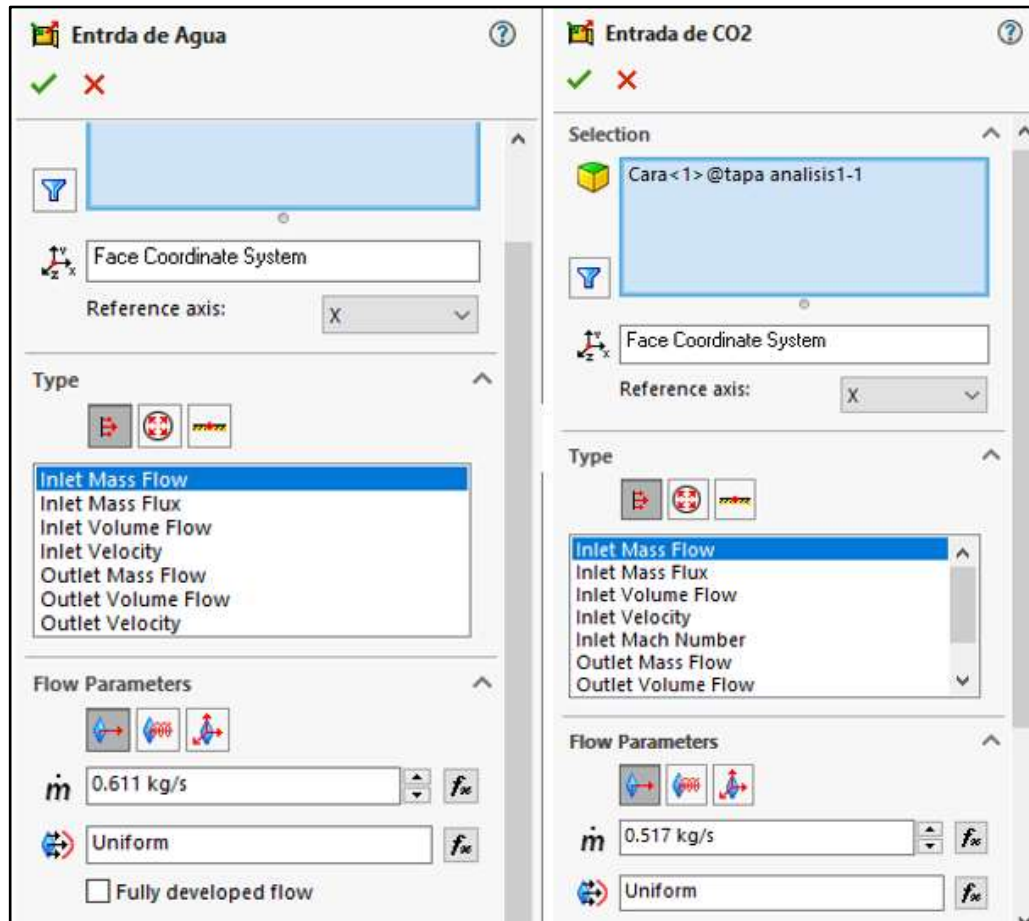 Entrda de Agua
Face Coordinate System
Reference axis:
X
Type
Inlet Mass Flow
Inlet Mass Flux
Inlet Volume Flow
Inlet Velocity
Outlet Mass Flow
Outlet Volume Flow
Outlet Velocity
Flow Parameters
ṁ 0.611 kg/s
Uniform
Fully developed flow
Entrada de CO2
Selection
Cara<1>@tapa analisis1-1
Face Coordinate System
Reference axis:
X
Type
Inlet Mass Flow
Inlet Mass Flux
Inlet Volume Flow
Inlet Velocity
Inlet Mach Number
Outlet Mass Flow
Outlet Volume Flow
Flow Parameters
ṁ 0.517 kg/s
Uniform